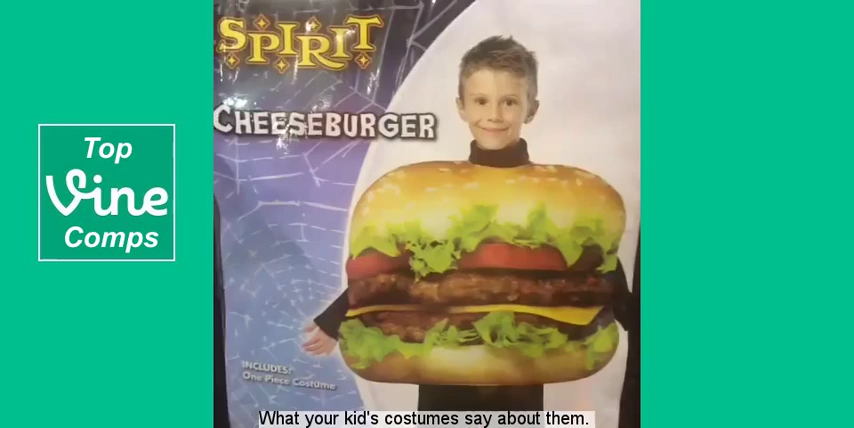 SPIRIT
CHEESEBURGER
Top
Vine
Comps
INCLUDES:
One Piece Costume
What your kid's costumes say about them.